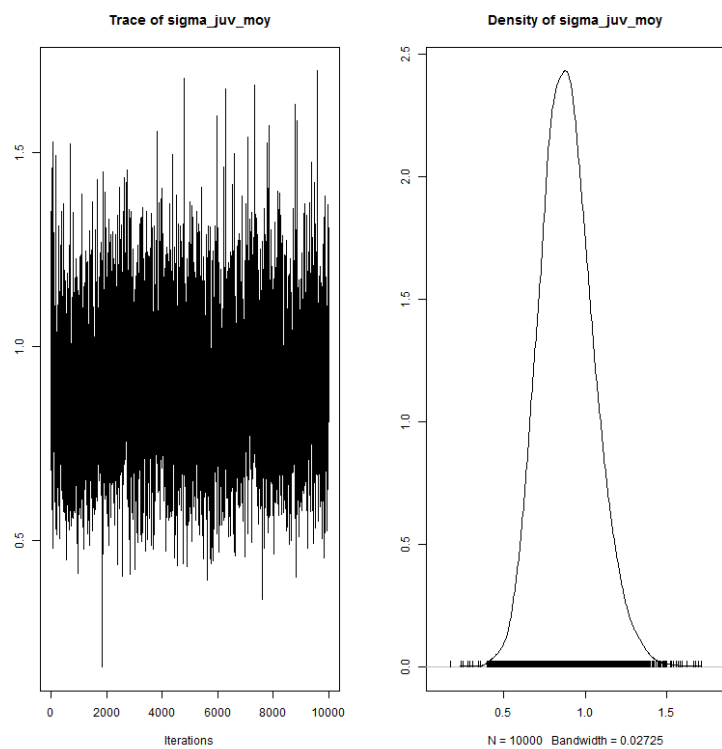 Trace of sigma_juv_moy
1.5
1.0
0.5
0 2000 4000 6000 8000 10000
Iterations
Density of sigma_juv_moy
2.5
2.0
1.5
1.0
0.5
0.0
0.5 1.0 1.5
N = 10000 Bandwidth = 0.02725